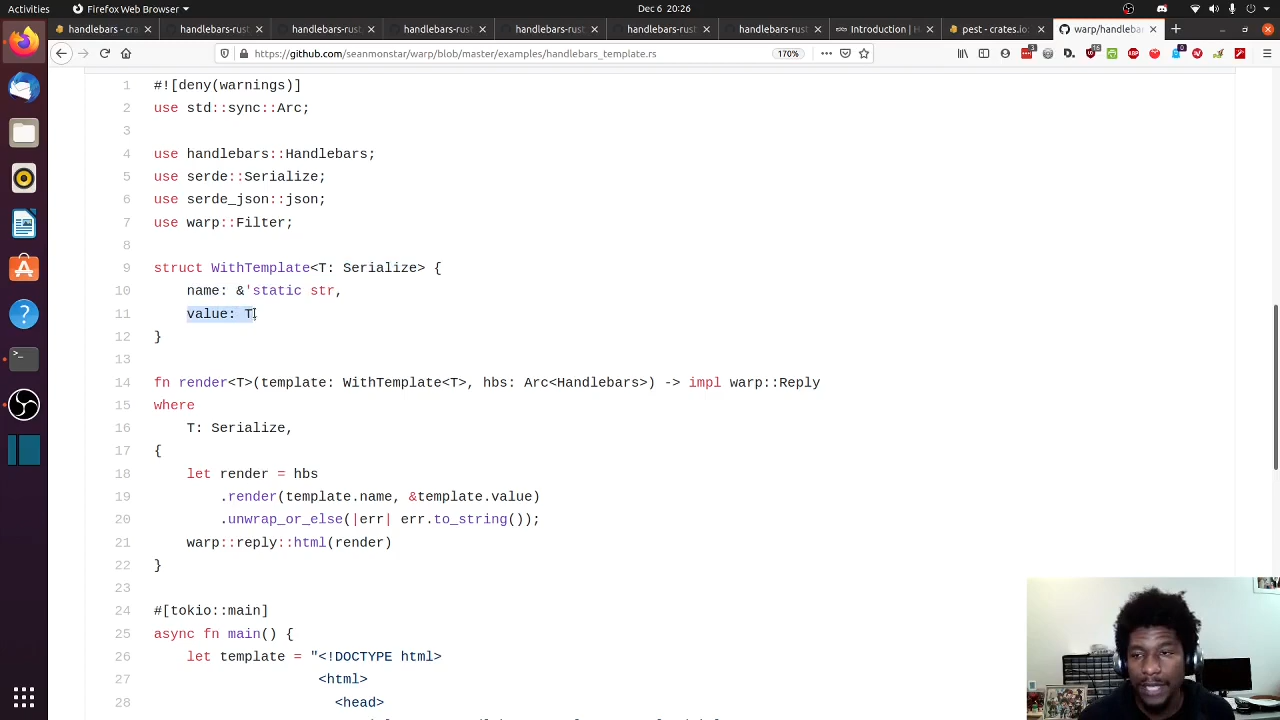 Activities
Firefox Web Browser
Dec 6 20:26
handlebars - cra
handlebars-rust
handlebars-rust
handlebars-rust
handlebars-rust
handlebars-rust
Introduction | H
pest - crates.io:
warp/handlebar
https://github.com/seanmonstar/warp/blob/master/examples/handlebars_template.rs
170%
1 #![deny(warnings)]
2 use std::sync::Arc;
3
4 use handlebars::Handlebars;
5 use serde::Serialize;
6 use serde_json::json;
7 use warp::Filter;
8
9 struct WithTemplate<T: Serialize> {
10 name: &'static str,
11 value: T,
12 }
13
14 fn render<T>(template: WithTemplate<T>, hbs: Arc<Handlebars>) -> impl warp::Reply
15 where
16 T: Serialize,
17 {
18 let render = hbs
19 .render(template.name, &template.value)
20 .unwrap_or_else(|err| err.to_string());
21 warp::reply::html(render)
22 }
23
24 #[tokio::main]
25 async fn main() {
26 let template = "<!DOCTYPE html>
27 <html>
28 <head>